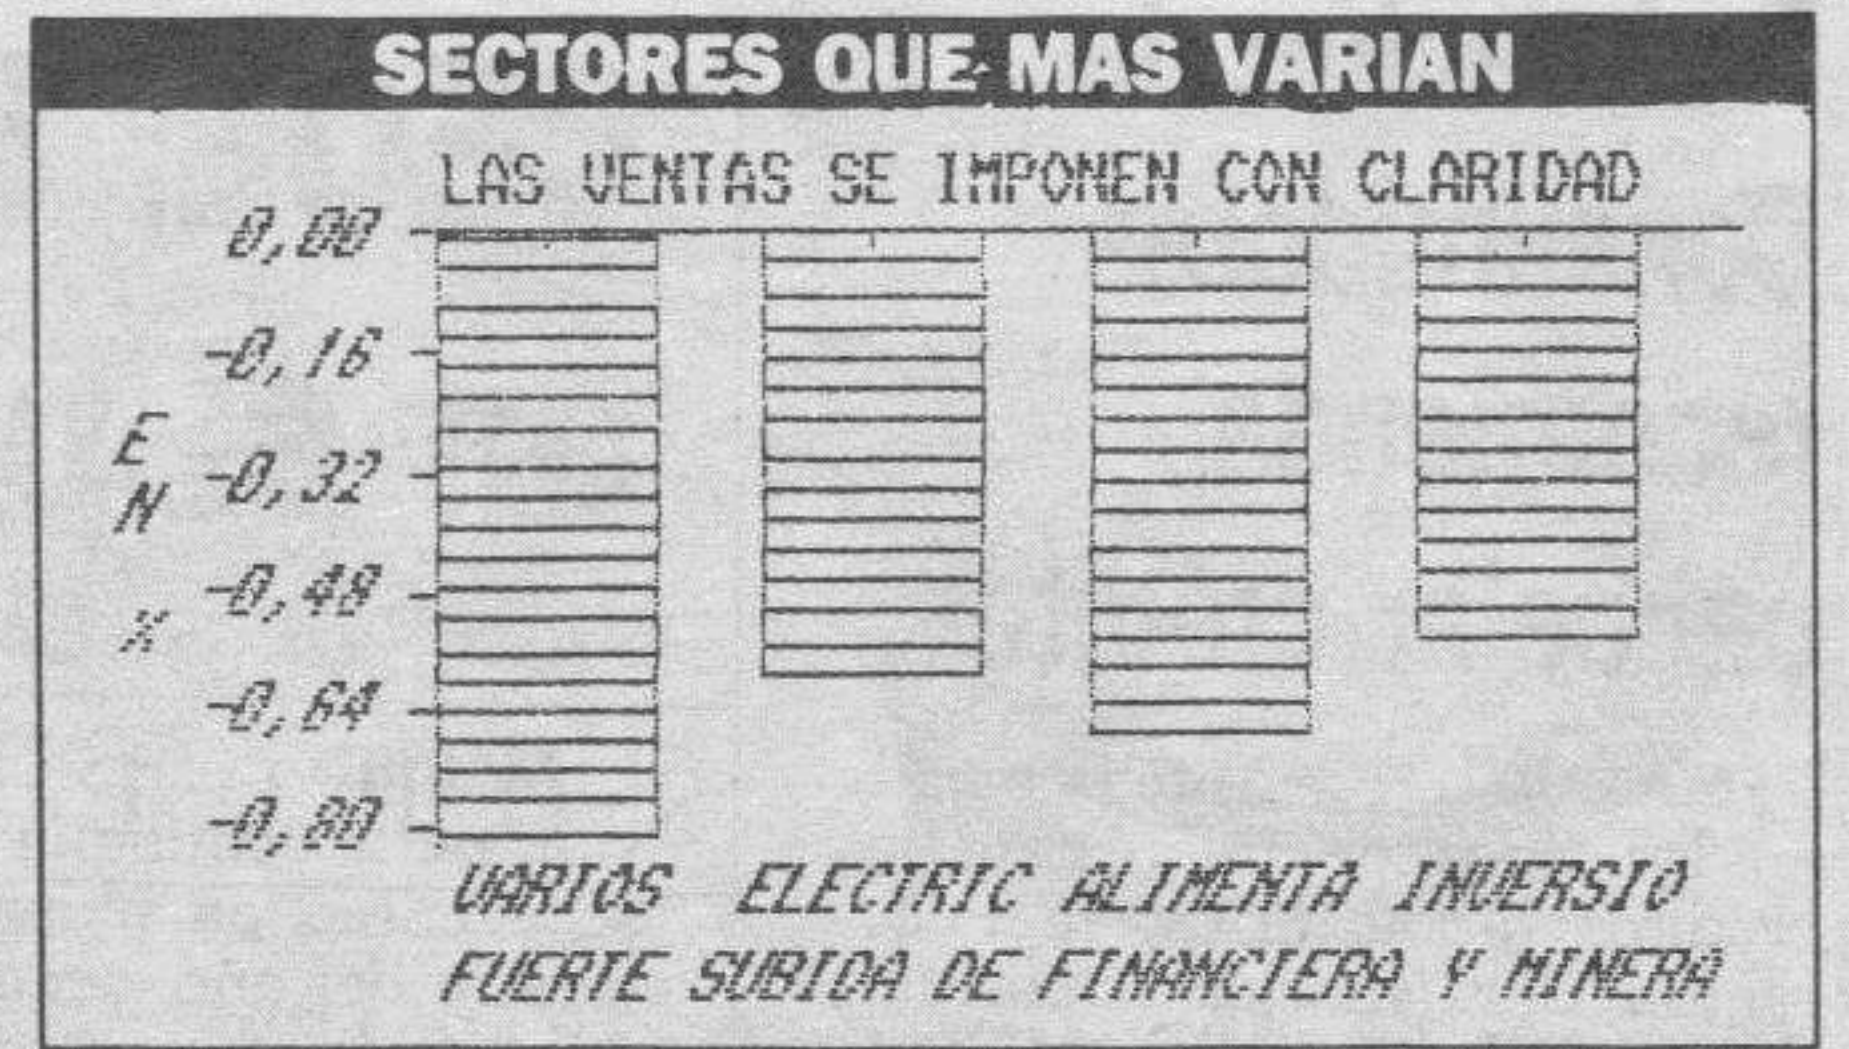 SECTORES QUE MAS VARIAN
LAS VENTAS SE IMPONEN CON CLARIDAD
0,00
-0,16
-0,32
-0,48
-0,64
-0,80
EN %
VARIOS ELECTRIC ALIMENTA INVERSIO
FUERTE SUBIDA DE FINANCIERA Y MINERA